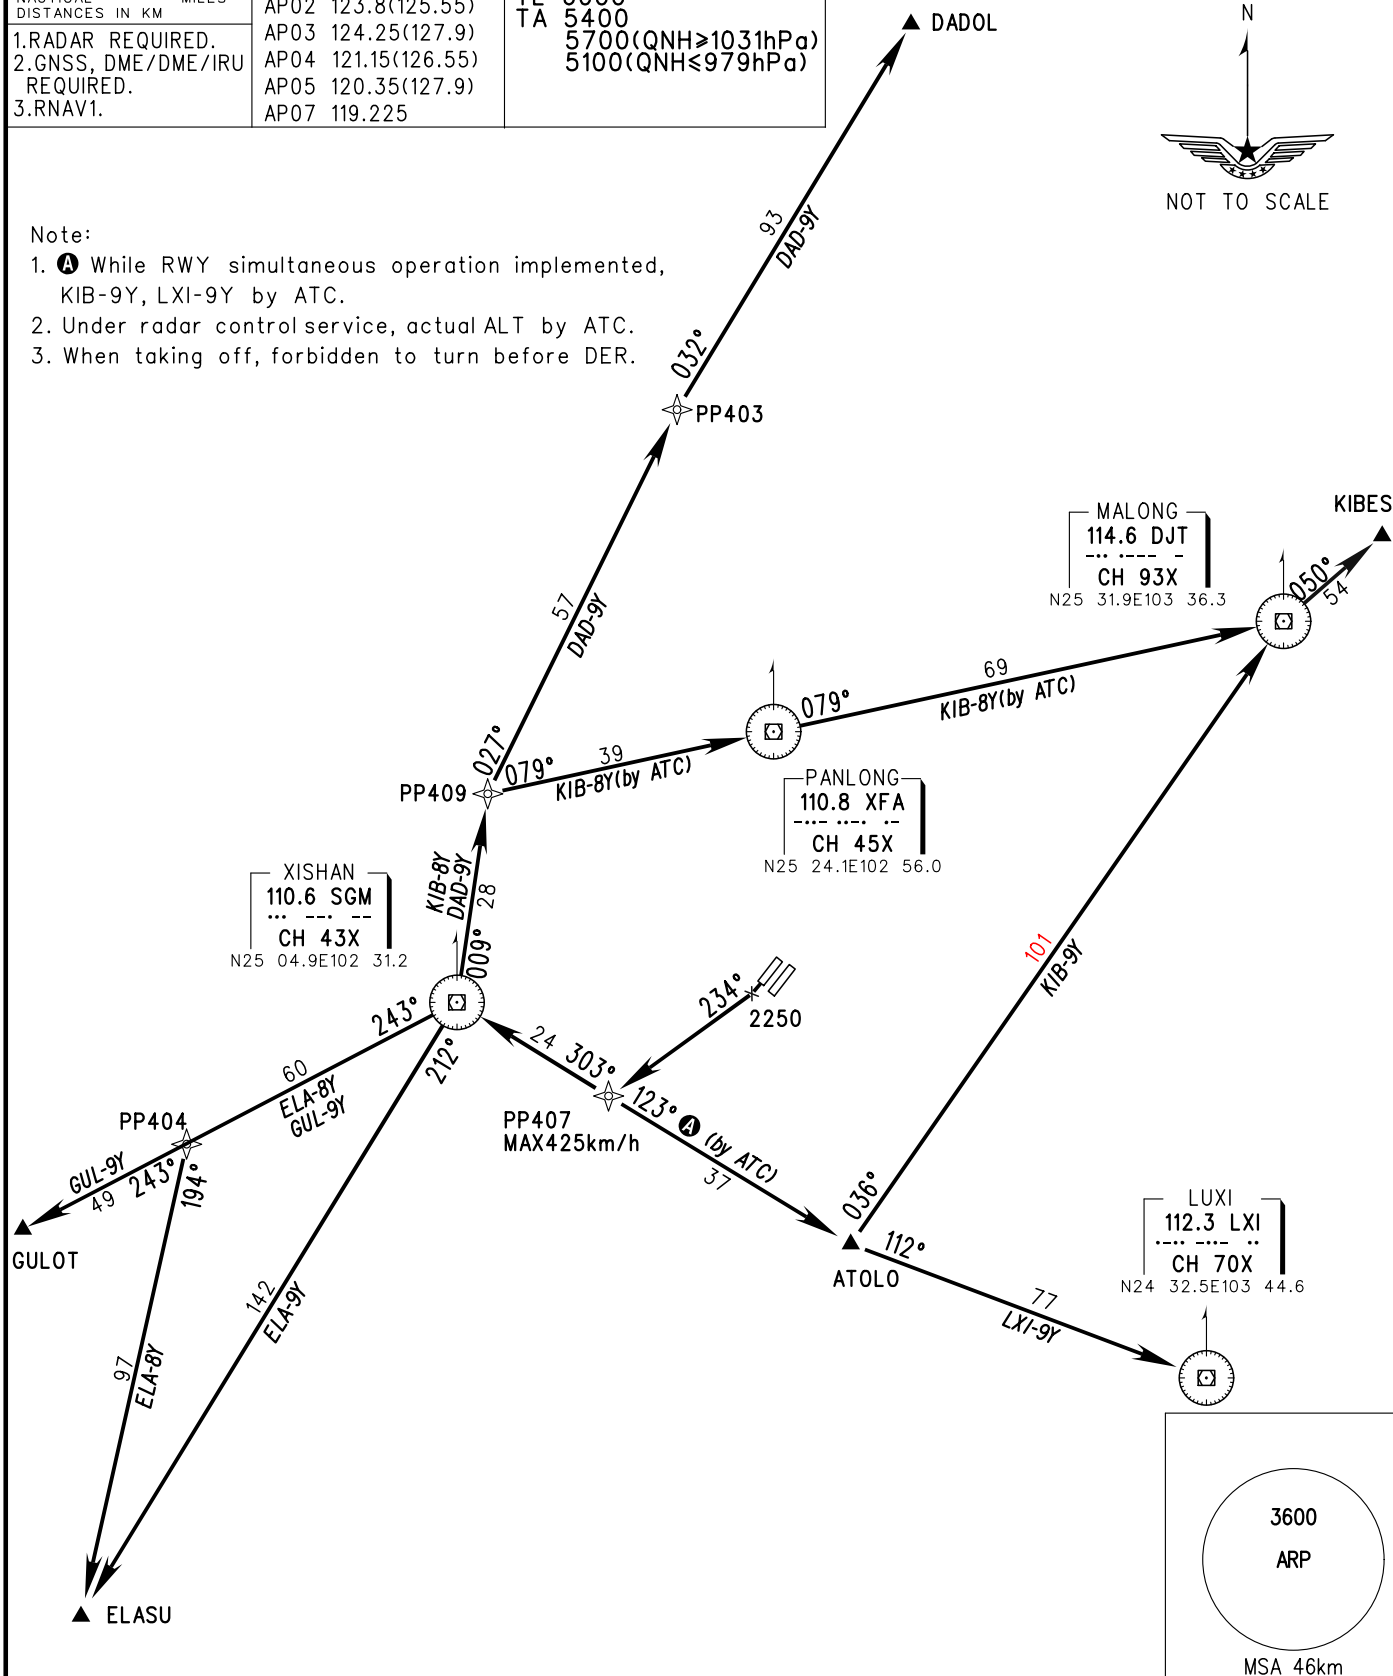 DISTANCES IN KM
1.RADAR REQUIRED.
2.GNSS, DME/DME/IRU
REQUIRED.
3.RNAV1.
AP02 123.8(125.55)
AP03 124.25(127.9)
AP04 121.15(126.55)
AP05 120.35(127.9)
AP07 119.225
TA 5400
5700(QNH≥1031hPa)
5100(QNH≤979hPa)
DADOL
N
NOT TO SCALE
Note:
1. A While RWY simultaneous operation implemented,
KIB-9Y, LXI-9Y by ATC.
2. Under radar control service, actual ALT by ATC.
3. When taking off, forbidden to turn before DER.
93
DAD-9Y
032°
PP403
57
DAD-9Y
027°
KIBES
MALONG
114.6 DJT
CH 93X
N25 31.9E103 36.3
050°
54
69
KIB-8Y(by ATC)
079°
39
KIB-8Y(by ATC)
079°
PP409
PANLONG
110.8 XFA
CH 45X
N25 24.1E102 56.0
XISHAN
110.6 SGM
CH 43X
N25 04.9E102 31.2
KIB-8Y
DAD-9Y
28
009°
101
KIB-9Y
234°
2250
243°
212°
24 303°
60
ELA-8Y
GUL-9Y
PP407
MAX425km/h
123° A (by ATC)
37
PP404
GUL-9Y
49 243°
194°
GULOT
036°
ATOLO
112°
77
LXI-9Y
LUXI
112.3 LXI
CH 70X
N24 32.5E103 44.6
142
ELA-9Y
97
ELA-8Y
ELASU
3600
ARP
MSA 46km